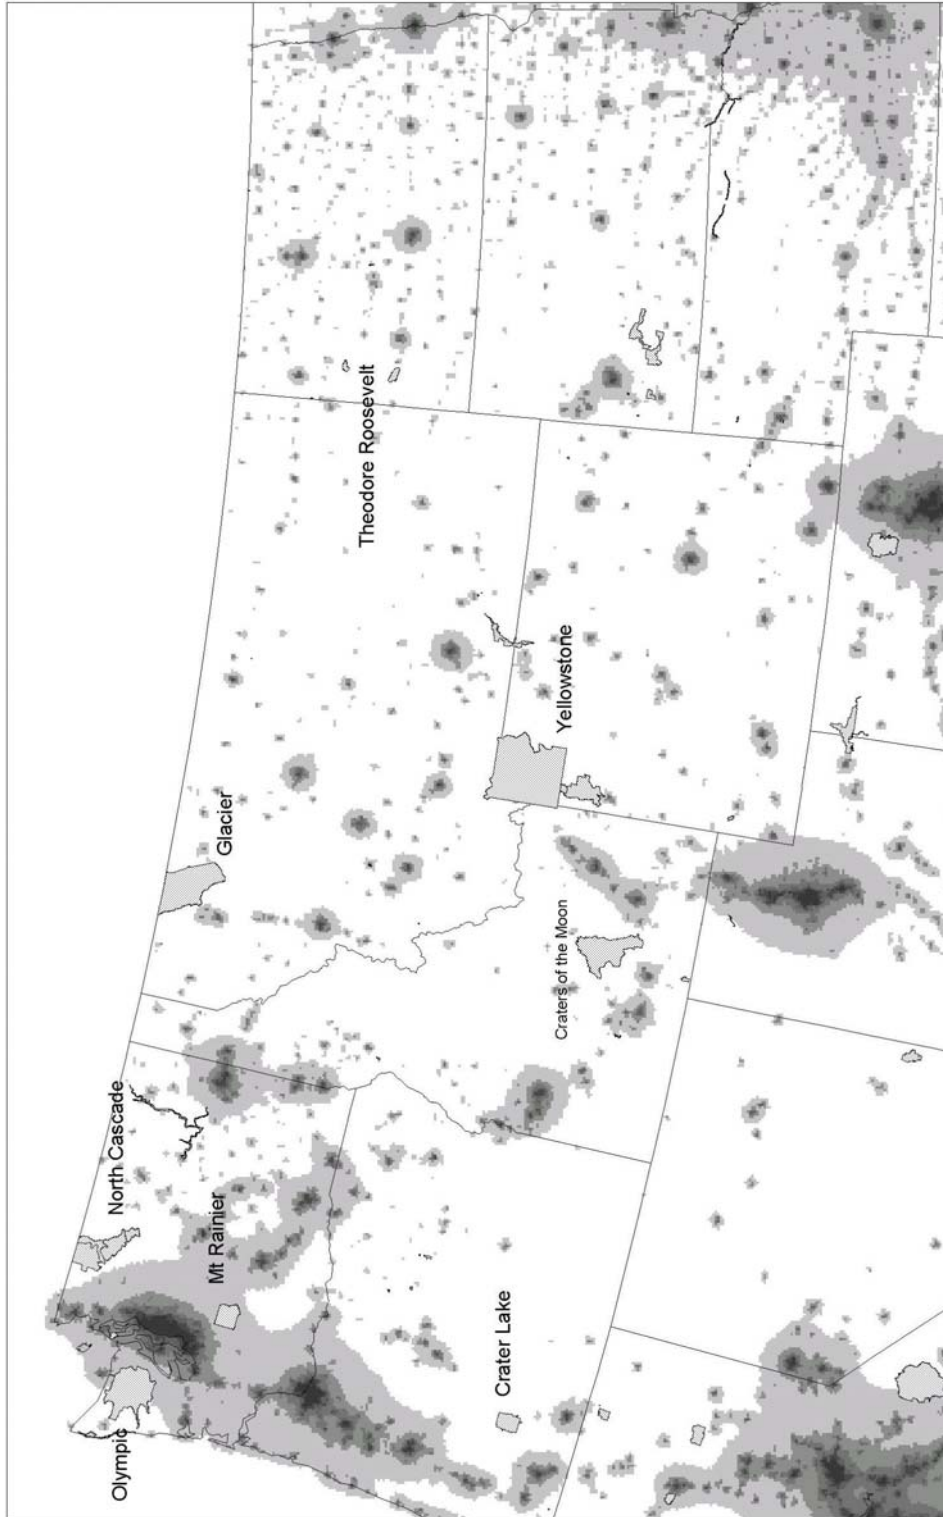 Olympic
North Cascade
Mt Rainier
Crater Lake
Glacier
Craters of the Moon
Yellowstone
Theodore Roosevelt